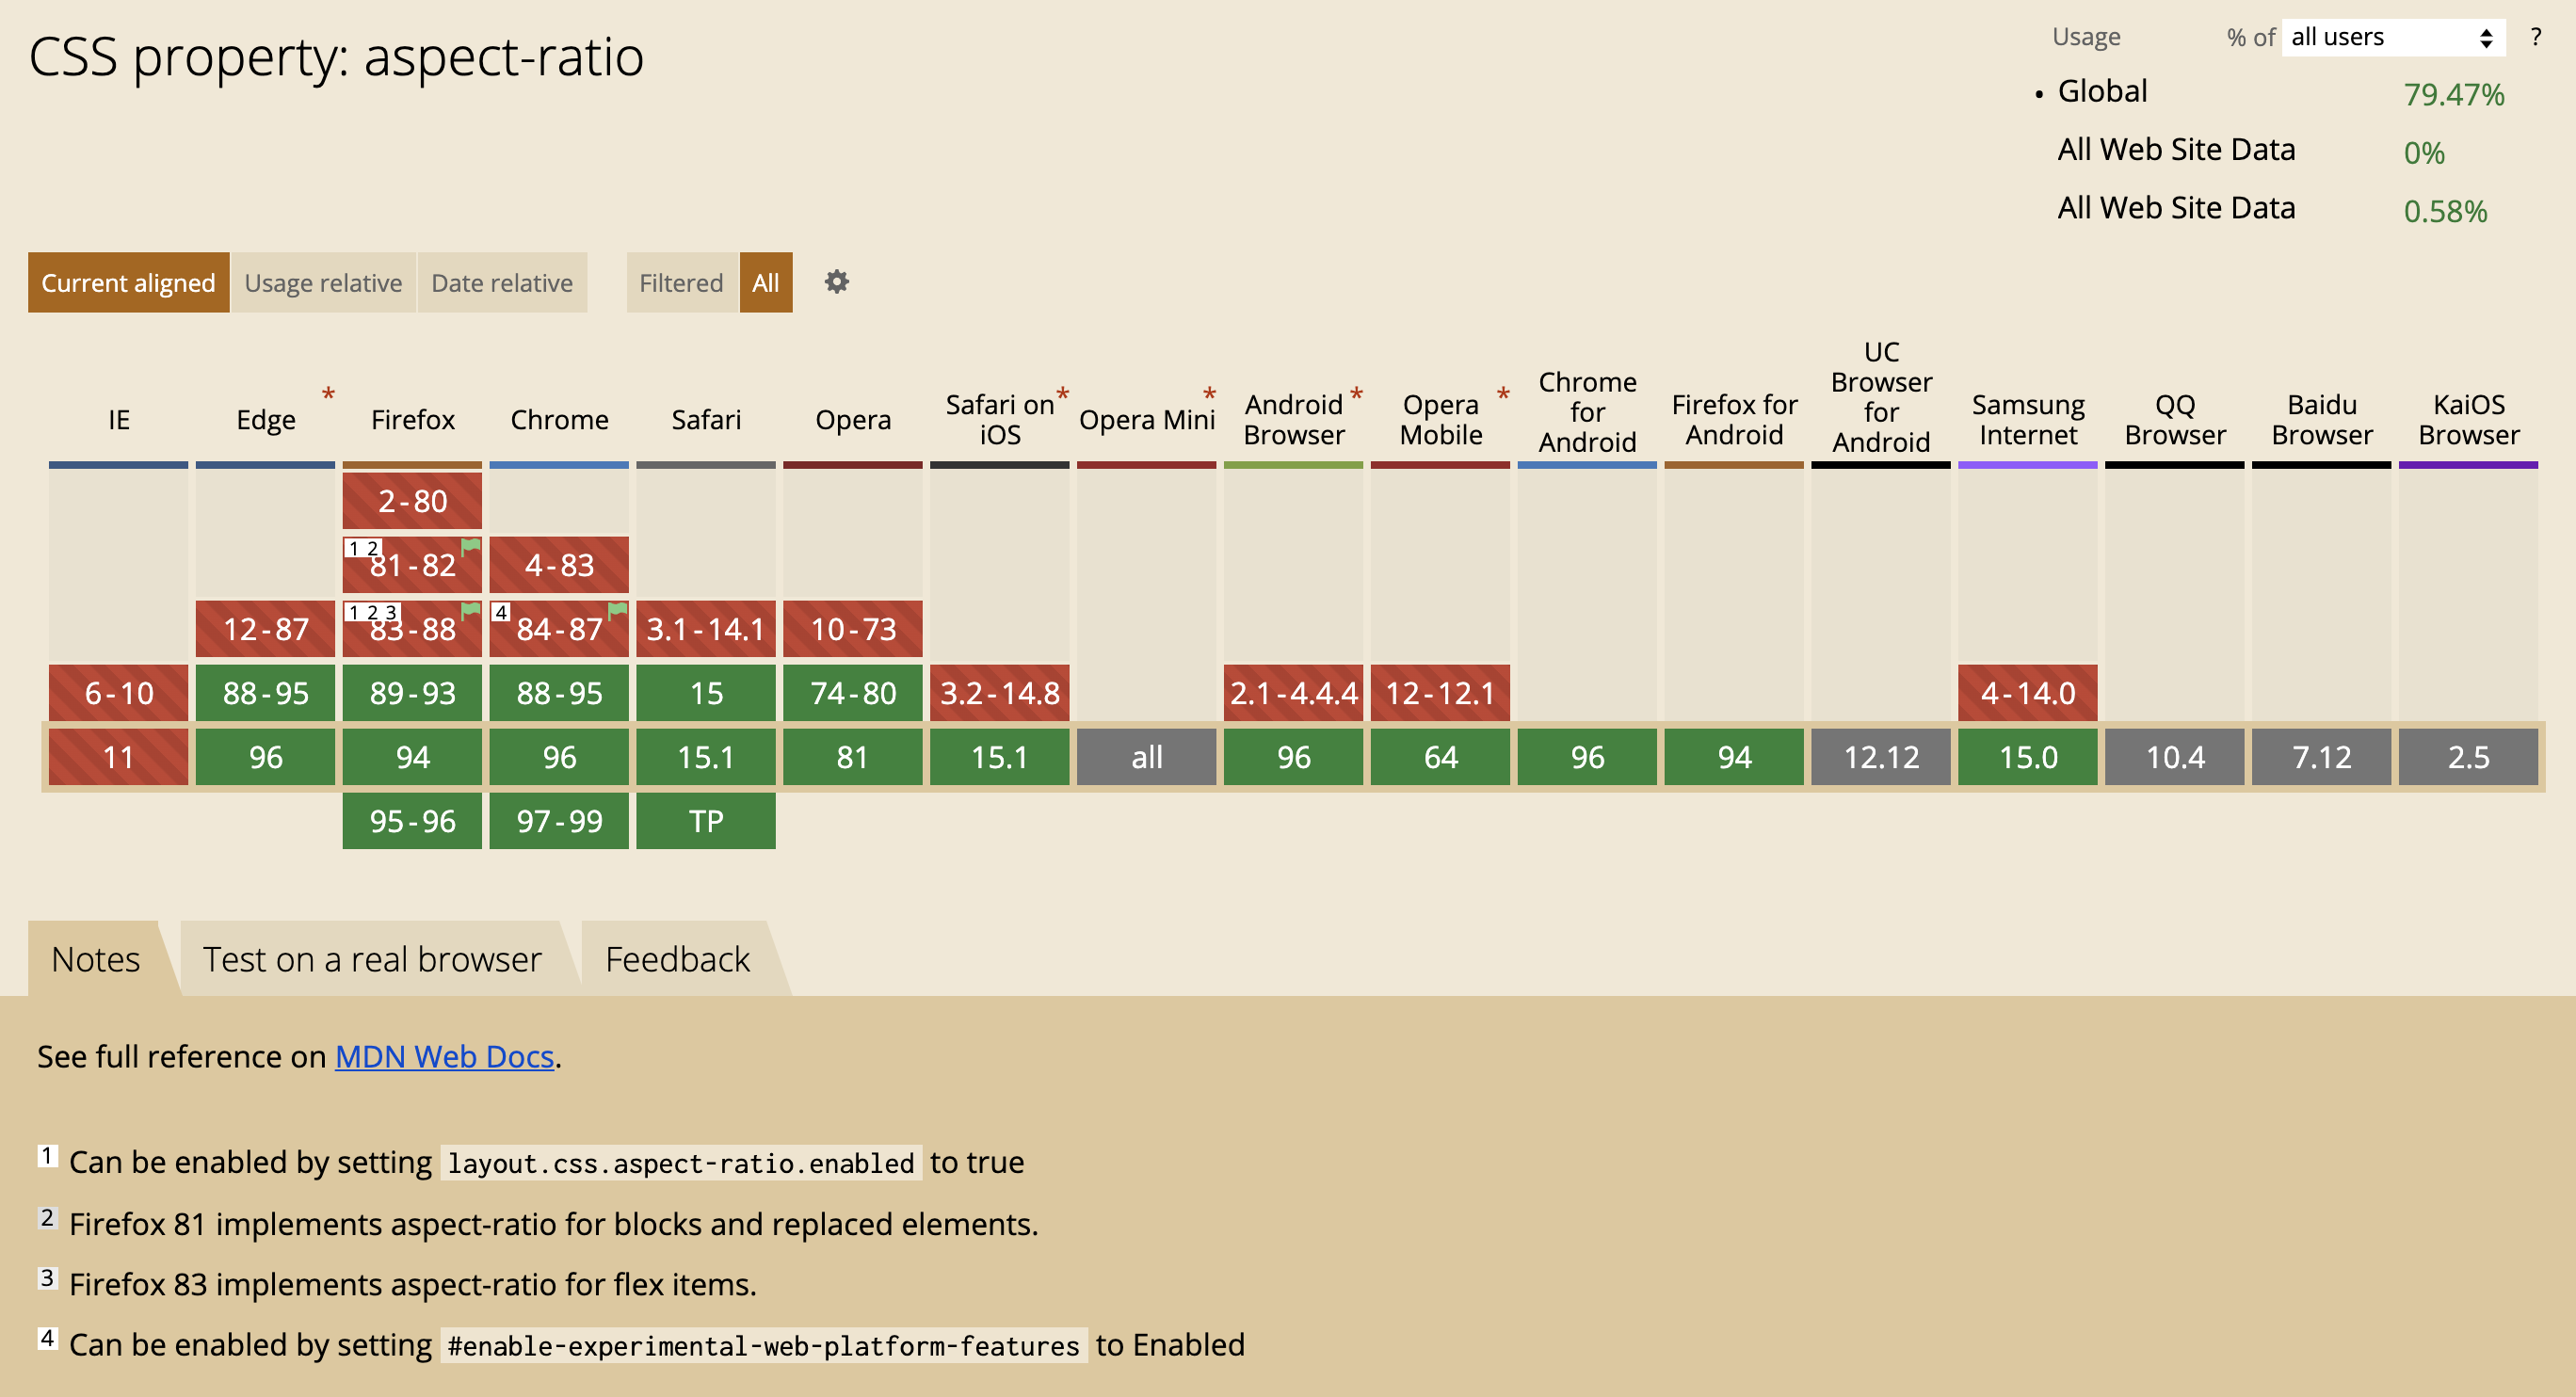 CSS property: aspect-ratio
Usage % of all users ?
• Global 79.47%
All Web Site Data 0%
All Web Site Data 0.58%
Current aligned Usage relative Date relative Filtered All
IE
Edge *
Firefox
Chrome
Safari
Opera
Safari on *
iOS
Opera Mini *
Android *
Browser
Opera *
Mobile
Chrome
for
Android
Firefox for
Android
UC
Browser
for
Android
Samsung
Internet
QQ
Browser
Baidu
Browser
KaiOS
Browser
2-80
1 2 81-82 4-83
12-87 1 2 3 83-88 4 84-87 3.1-14.1 10-73
6-10 88-95 89-93 88-95 15 74-80 3.2-14.8 2.1-4.4.4 12-12.1 4-14.0
11 96 94 96 15.1 81 15.1 all 96 64 96 94 12.12 15.0 10.4 7.12 2.5
95-96 97-99 TP
Notes Test on a real browser Feedback
See full reference on MDN Web Docs.
1 Can be enabled by setting layout.css.aspect-ratio.enabled to true
2 Firefox 81 implements aspect-ratio for blocks and replaced elements.
3 Firefox 83 implements aspect-ratio for flex items.
4 Can be enabled by setting #enable-experimental-web-platform-features to Enabled